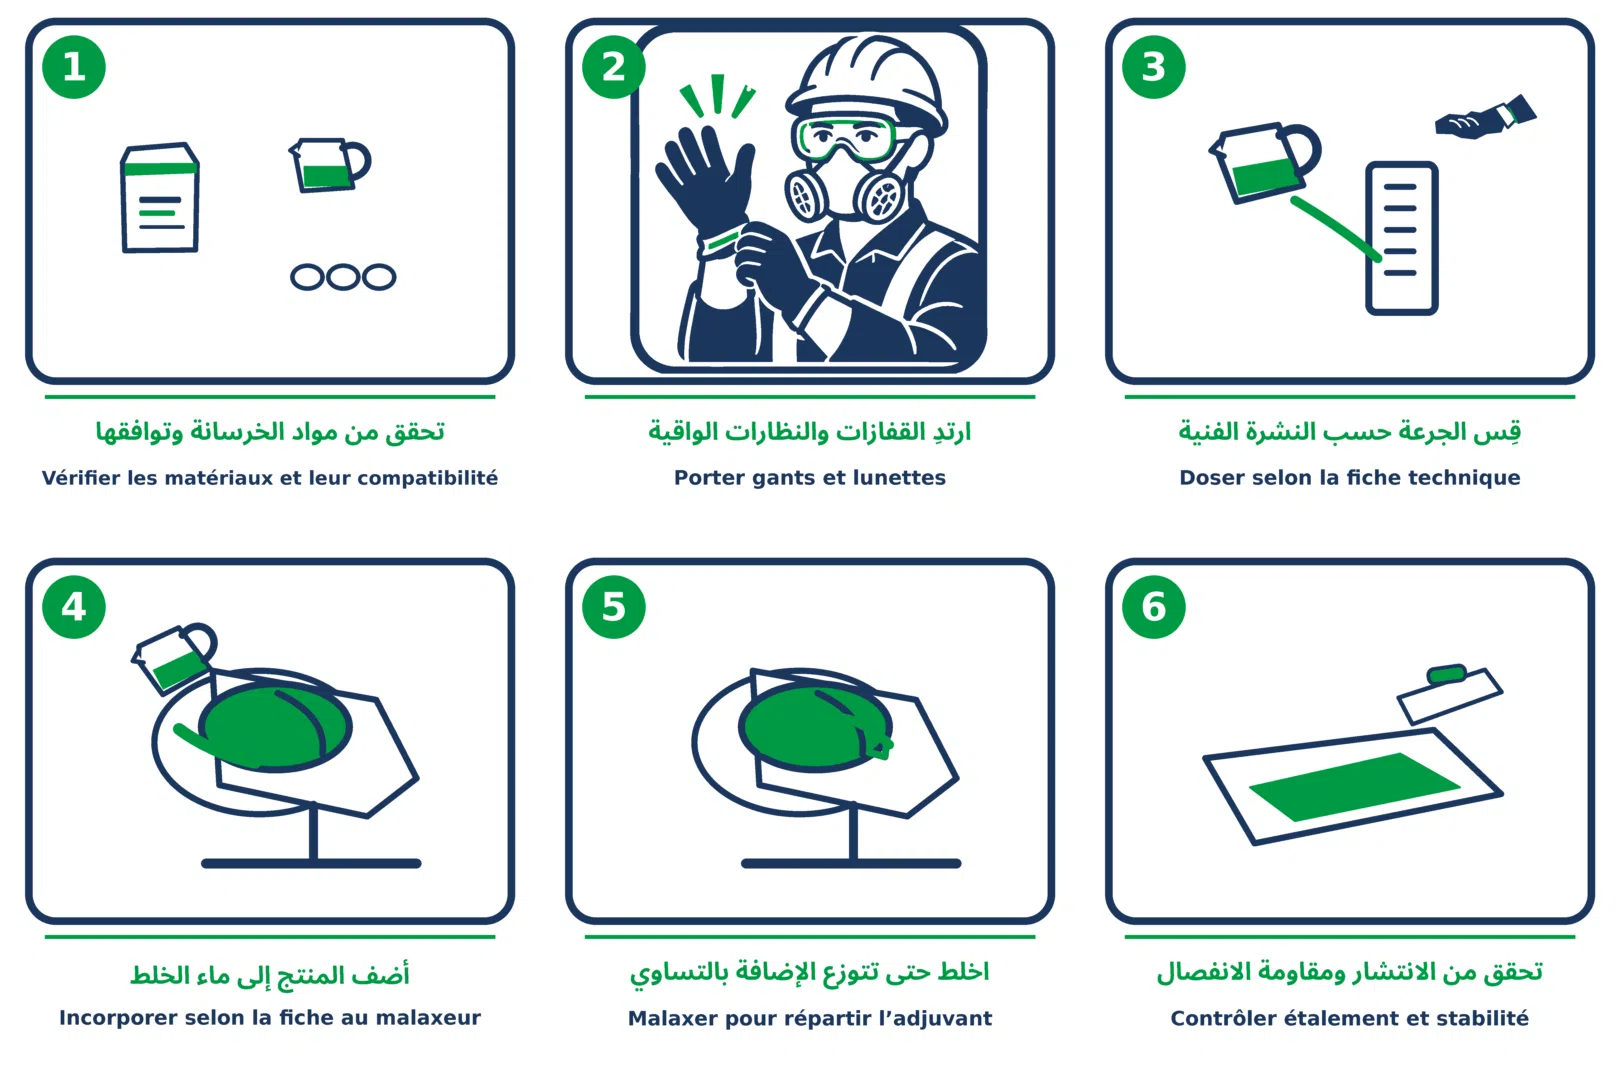 1
تحقق من مواد الخرسانة وتوافقها
Vérifier les matériaux et leur compatibilité
2
ارتدِ القفازات والنظارات الواقية
Porter gants et lunettes
3
قِس الجرعة حسب النشرة الفنية
Doser selon la fiche technique
4
أضف المنتج إلى ماء الخلط
Incorporer selon la fiche au malaxeur
5
اخلط حتى تتوزع الإضافة بالتساوي
Malaxer pour répartir l’adjuvant
6
تحقق من الانتشار ومقاومة الانفصال
Contrôler étalement et stabilité